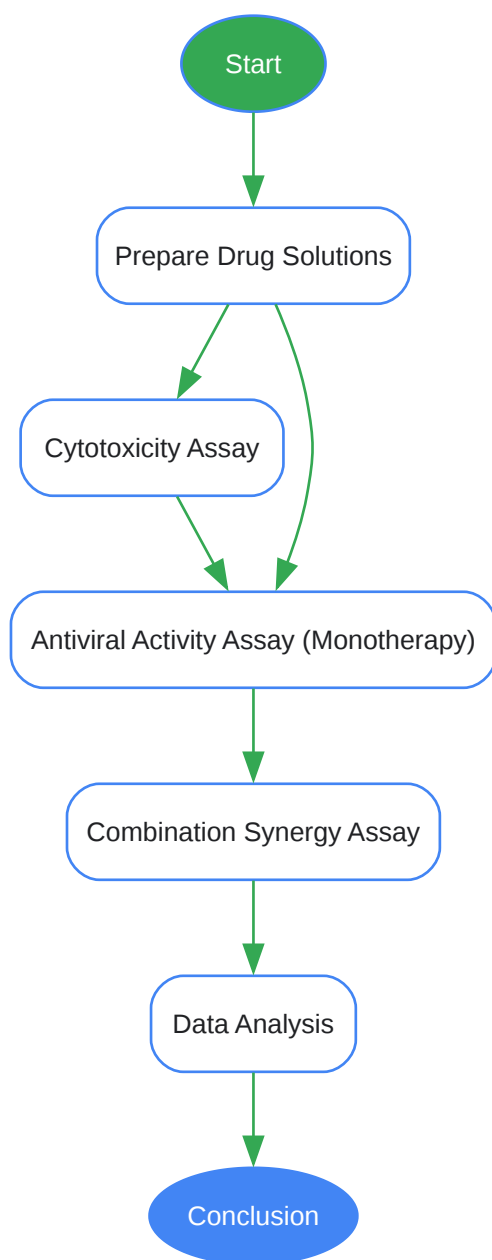 Start
Prepare Drug Solutions
Cytotoxicity Assay
Antiviral Activity Assay (Monotherapy)
Combination Synergy Assay
Data Analysis
Conclusion